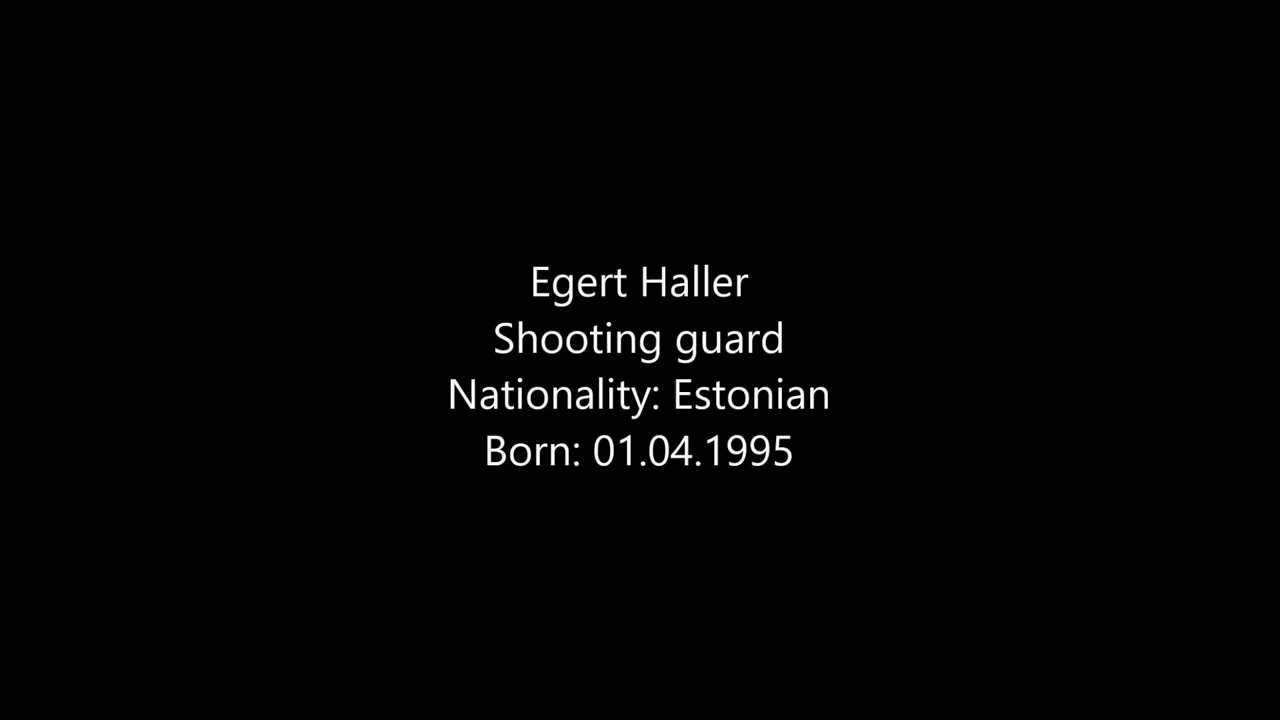 Egert Haller
Shooting guard
Nationality: Estonian
Born: 01.04.1995